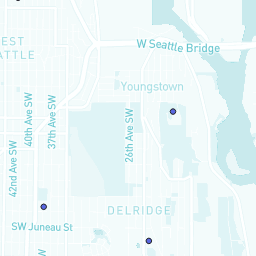 W Seattle Bridge
EST
ATTLE
Youngstown
40th Ave SW
37th Ave SW
26th Ave SW
42nd Ave SW
DELRIDGE
SW Juneau St